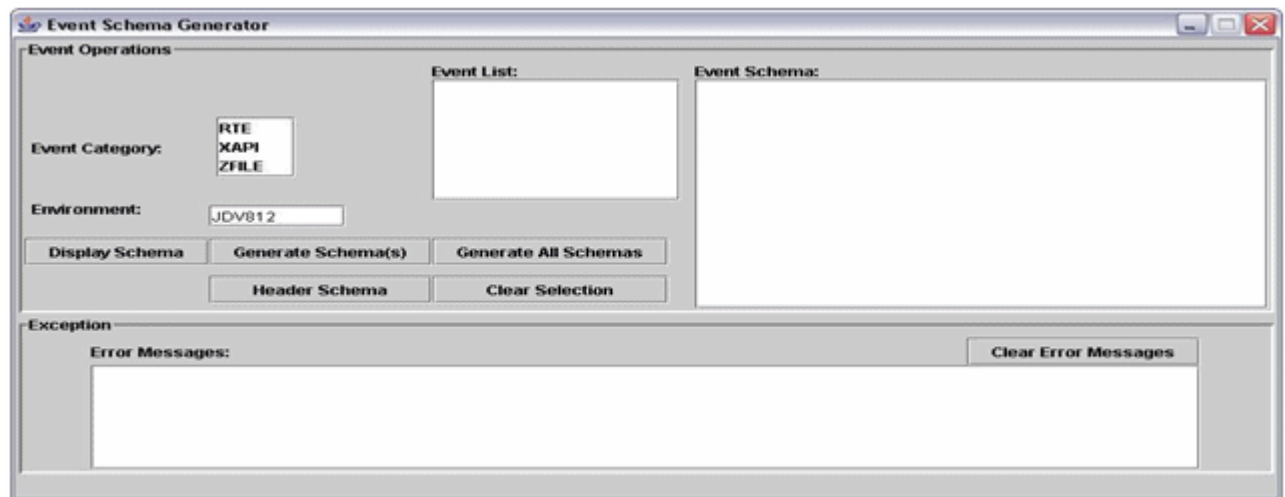 Event Schema Generator
Event Operations
Event List:
Event Schema:
Event Category:
RTE
XAPI
ZFILE
Environment:
JDV812
Display Schema
Generate Schema(s)
Generate All Schemas
Header Schema
Clear Selection
Exception
Error Messages:
Clear Error Messages